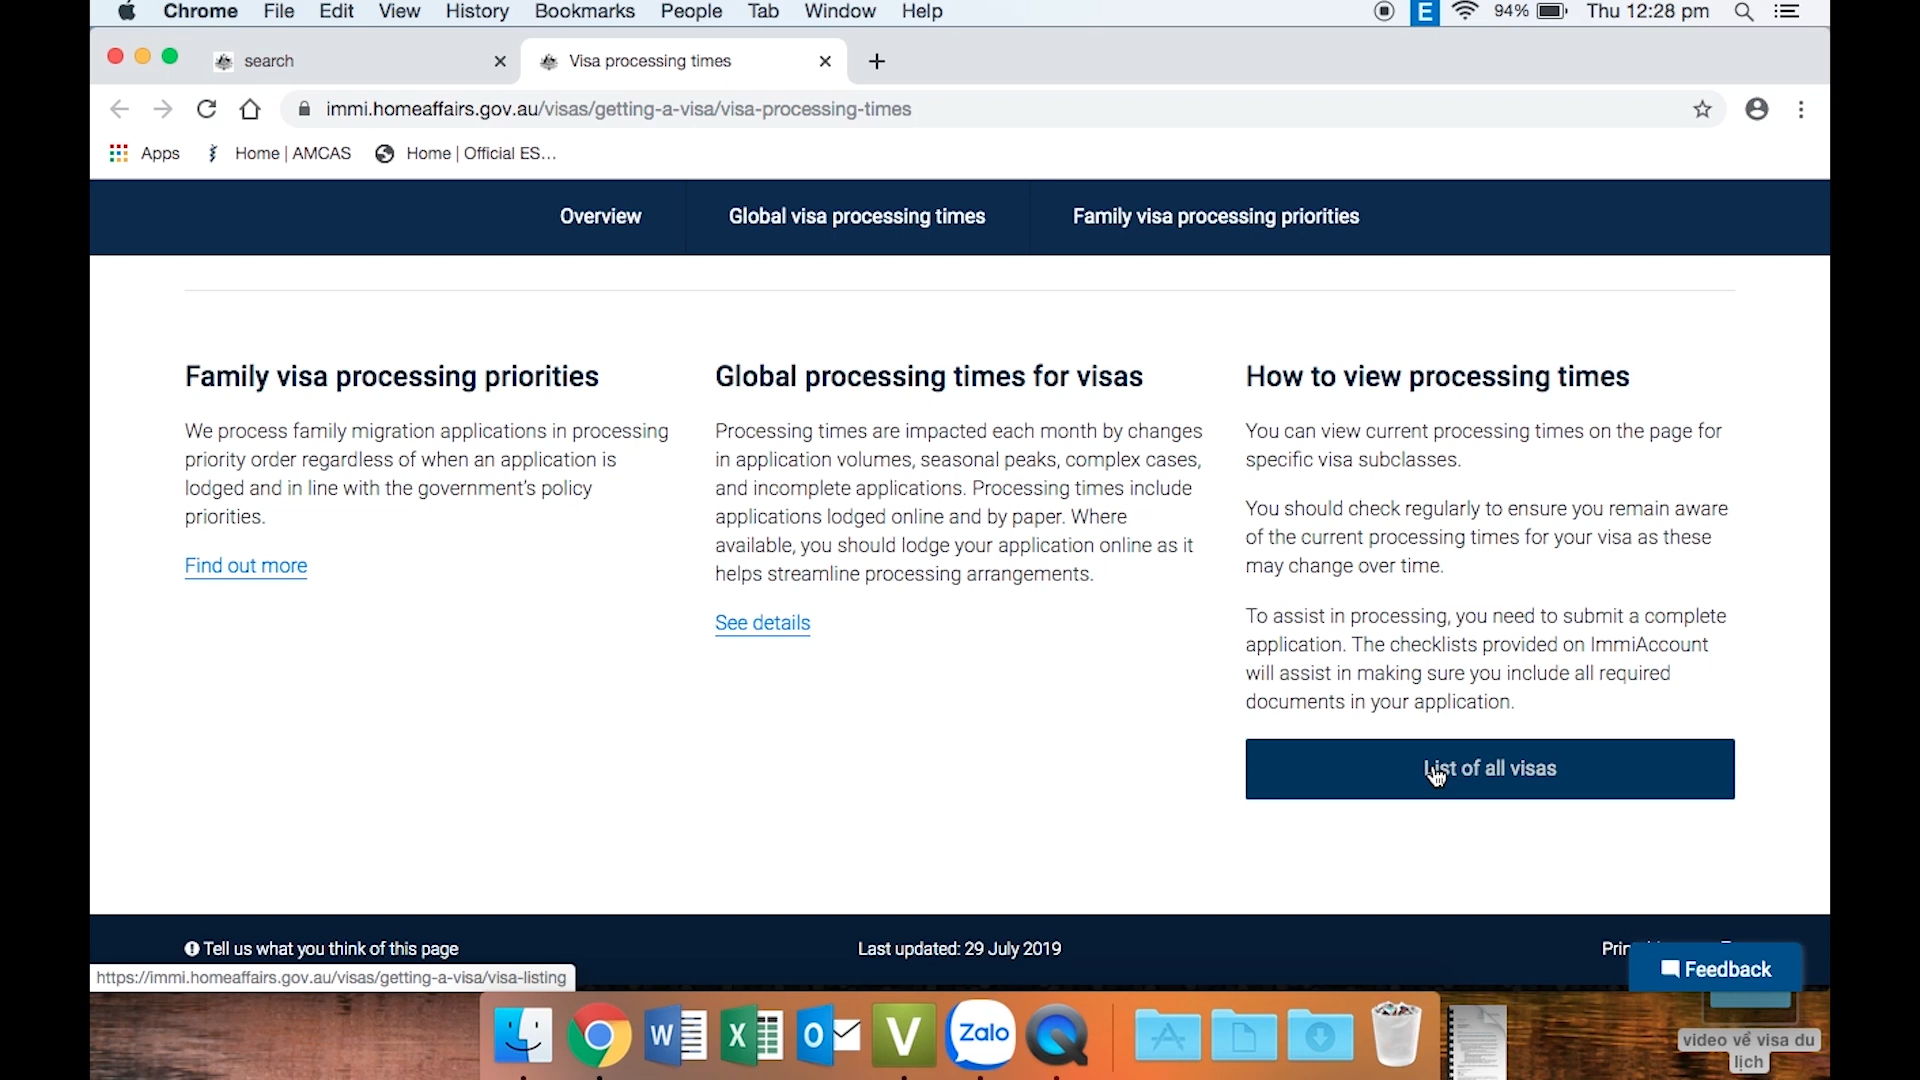 Chrome File Edit View History Bookmarks People Tab Window Help
E 94% Thu 12:28 pm
search
Visa processing times
immi.homeaffairs.gov.au/visas/getting-a-visa/visa-processing-times
Apps Home | AMCAS Home | Official ES...
Overview
Global visa processing times
Family visa processing priorities
Family visa processing priorities
We process family migration applications in processing
priority order regardless of when an application is
lodged and in line with the government's policy
priorities.
Find out more
Global processing times for visas
Processing times are impacted each month by changes
in application volumes, seasonal peaks, complex cases,
and incomplete applications. Processing times include
applications lodged online and by paper. Where
available, you should lodge your application online as it
helps streamline processing arrangements.
See details
How to view processing times
You can view current processing times on the page for
specific visa subclasses.
You should check regularly to ensure you remain aware
of the current processing times for your visa as these
may change over time.
To assist in processing, you need to submit a complete
application. The checklists provided on ImmiAccount
will assist in making sure you include all required
documents in your application.
List of all visas
Tell us what you think of this page
Last updated: 29 July 2019
Feedback
https://immi.homeaffairs.gov.au/visas/getting-a-visa/visa-listing
W X O V Zalo
video về visa du
lịch